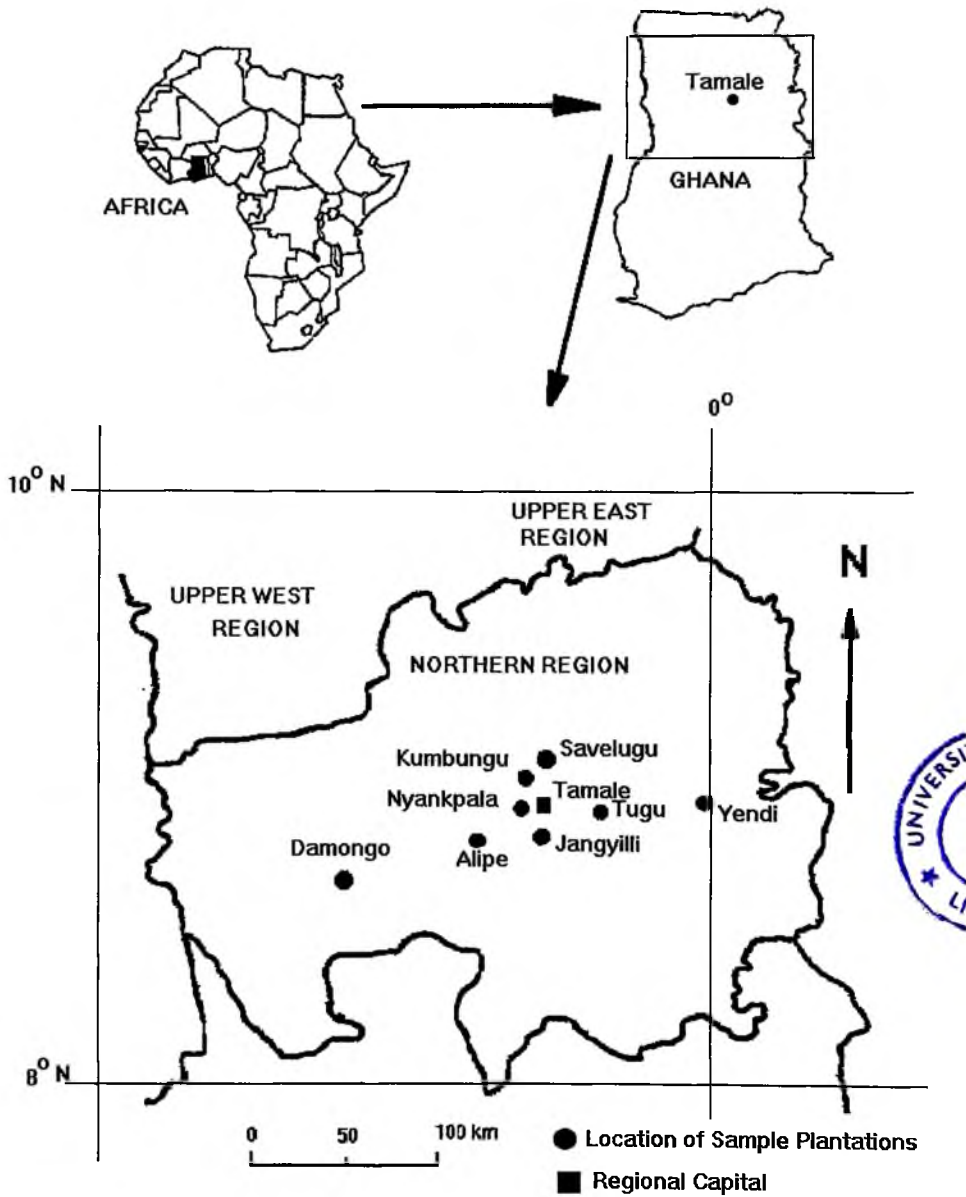 Tamale
AFRICA
GHANA
0°
10° N
UPPER EAST
REGION
N
UPPER WEST
REGION
NORTHERN REGION
Kumbungu
Savelugu
Nyankpala
Tamale
Tugu
Yendi
Damongo
Alipe
Jangyilli
8° N
0 50 100 km
● Location of Sample Plantations
■ Regional Capital